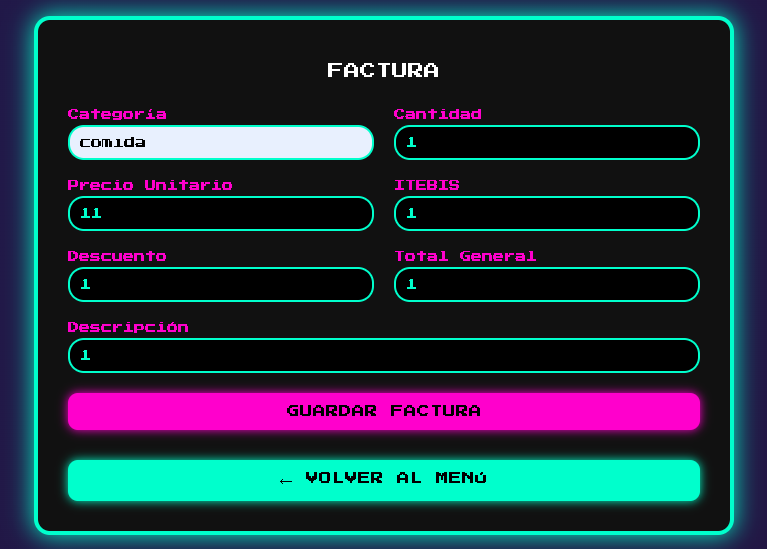 FACTURA
Categoría Cantidad
comida 1
Precio Unitario ITEBIS
11 1
Descuento Total General
1 1
Descripción
1
GUARDAR FACTURA
← VOLVER AL MENú